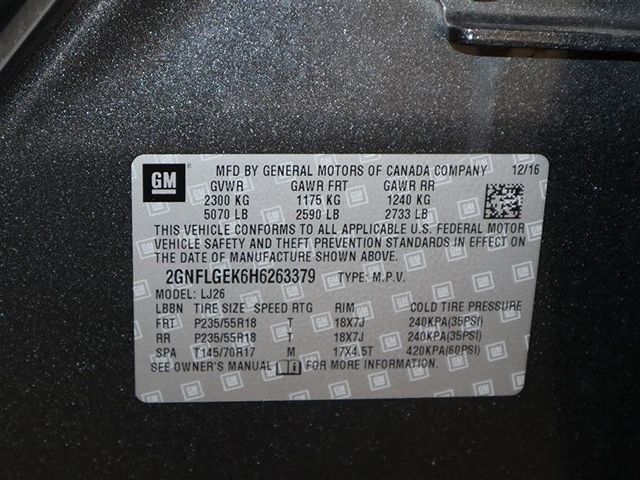 GM MFD BY GENERAL MOTORS OF CANADA COMPANY 12/16
GVWR GAWR FRT GAWR RR
2300 KG 1175 KG 1240 KG
5070 LB 2590 LB 2733 LB
THIS VEHICLE CONFORMS TO ALL APPLICABLE U.S. FEDERAL MOTOR
VEHICLE SAFETY AND THEFT PREVENTION STANDARDS IN EFFECT ON
THE DATE OF MANUFACTURE SHOWN ABOVE.
2GNFLGEK6H6263379 TYPE: M.P.V.
MODEL: LJ26
LBBN TIRE SIZE SPEED RTG RIM COLD TIRE PRESSURE
FRT P235/55R18 T 18X7J 240KPA(35PSI)
RR P235/55R18 T 18X7J 240KPA(35PSI)
SPA T145/70R17 M 17X4.5T 420KPA(60PSI)
SEE OWNER'S MANUAL FOR MORE INFORMATION.